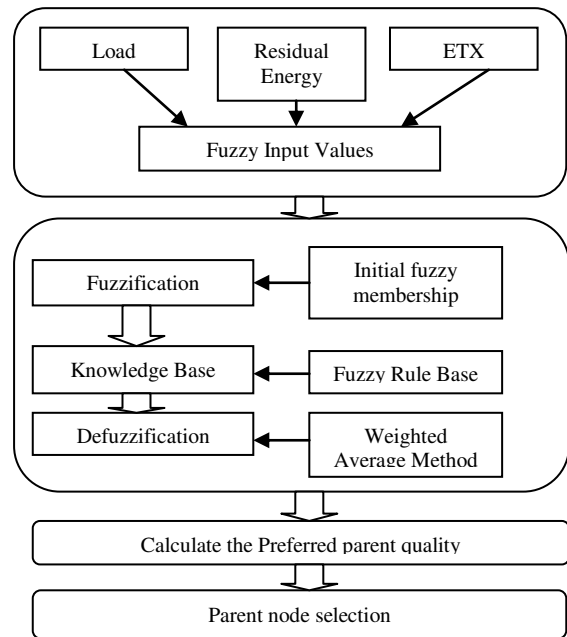 Load
Residual
Energy
ETX
Fuzzy Input Values
Fuzzification
Initial fuzzy
membership
Knowledge Base
Fuzzy Rule Base
Defuzzification
Weighted
Average Method
Calculate the Preferred parent quality
Parent node selection